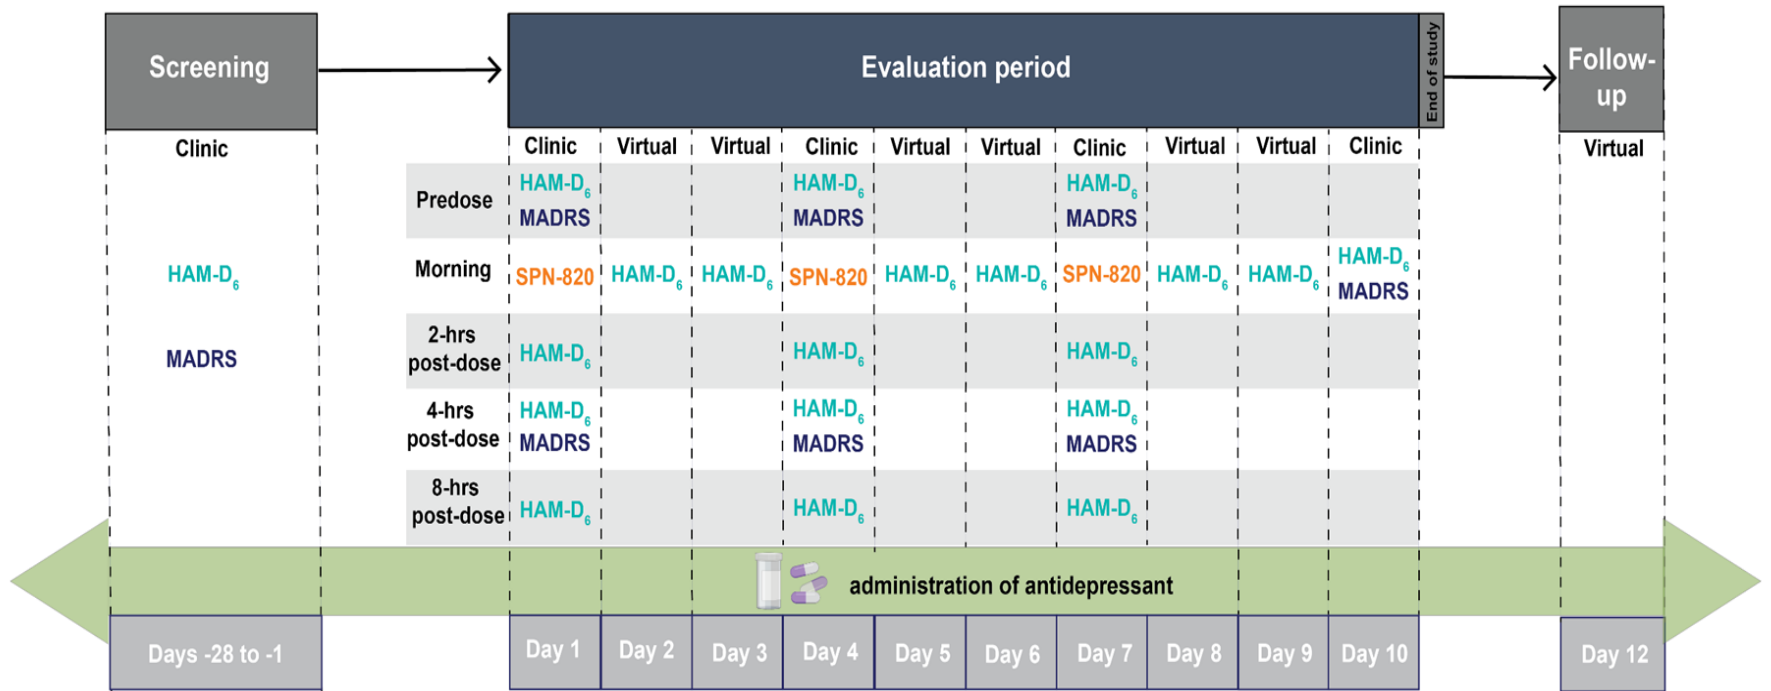 Screening
Evaluation period
End of study
Follow-
up
Clinic
Clinic Virtual Virtual Clinic Virtual Virtual Clinic Virtual Virtual Clinic
Virtual
Predose
HAM-D6 HAM-D6 HAM-D6
MADRS MADRS MADRS
HAM-D6
MADRS
Morning
SPN-820 HAM-D6 HAM-D6 SPN-820 HAM-D6 HAM-D6 SPN-820 HAM-D6 HAM-D6
HAM-D6
MADRS
2-hrs
post-dose
HAM-D6 HAM-D6 HAM-D6
4-hrs
post-dose
HAM-D6 HAM-D6 HAM-D6
MADRS MADRS MADRS
8-hrs
post-dose
HAM-D6 HAM-D6 HAM-D6
administration of antidepressant
Days -28 to -1 Day 1 Day 2 Day 3 Day 4 Day 5 Day 6 Day 7 Day 8 Day 9 Day 10 Day 12